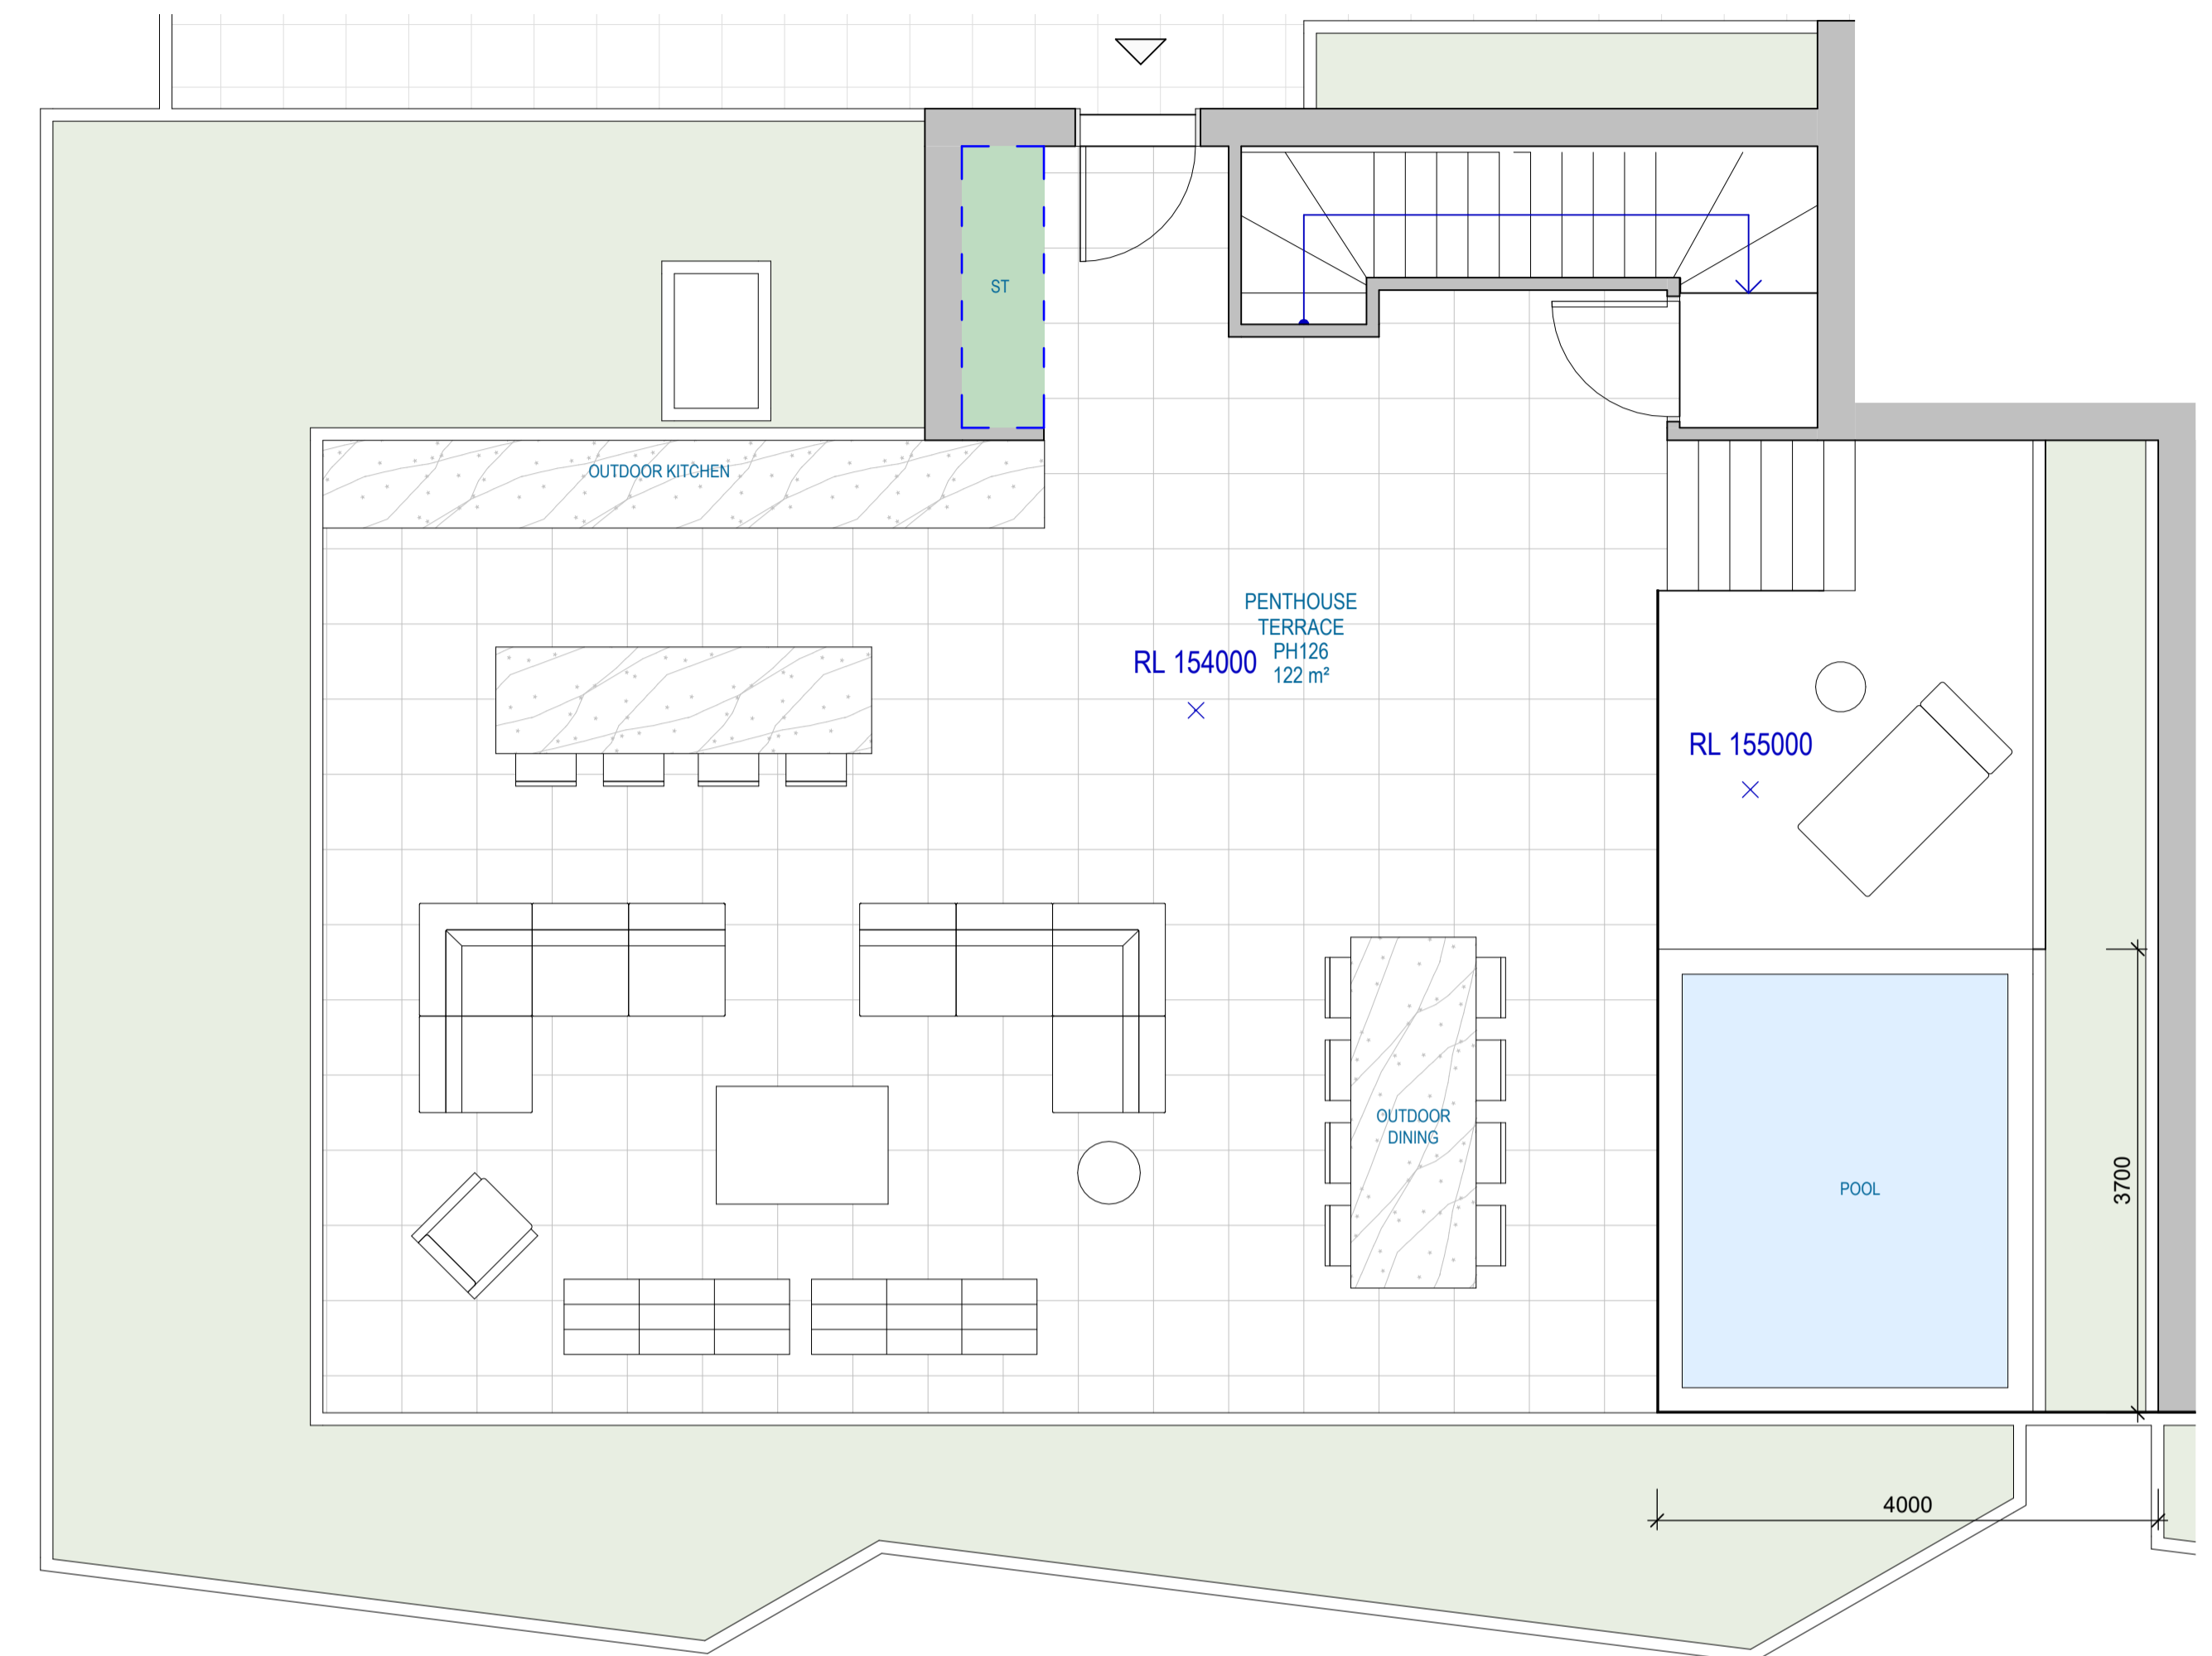 ST
OUTDOOR KITCHEN
PENTHOUSE
TERRACE
PH126
122 m²
RL 154000
RL 155000
OUTDOOR
DINING
POOL
3700
4000